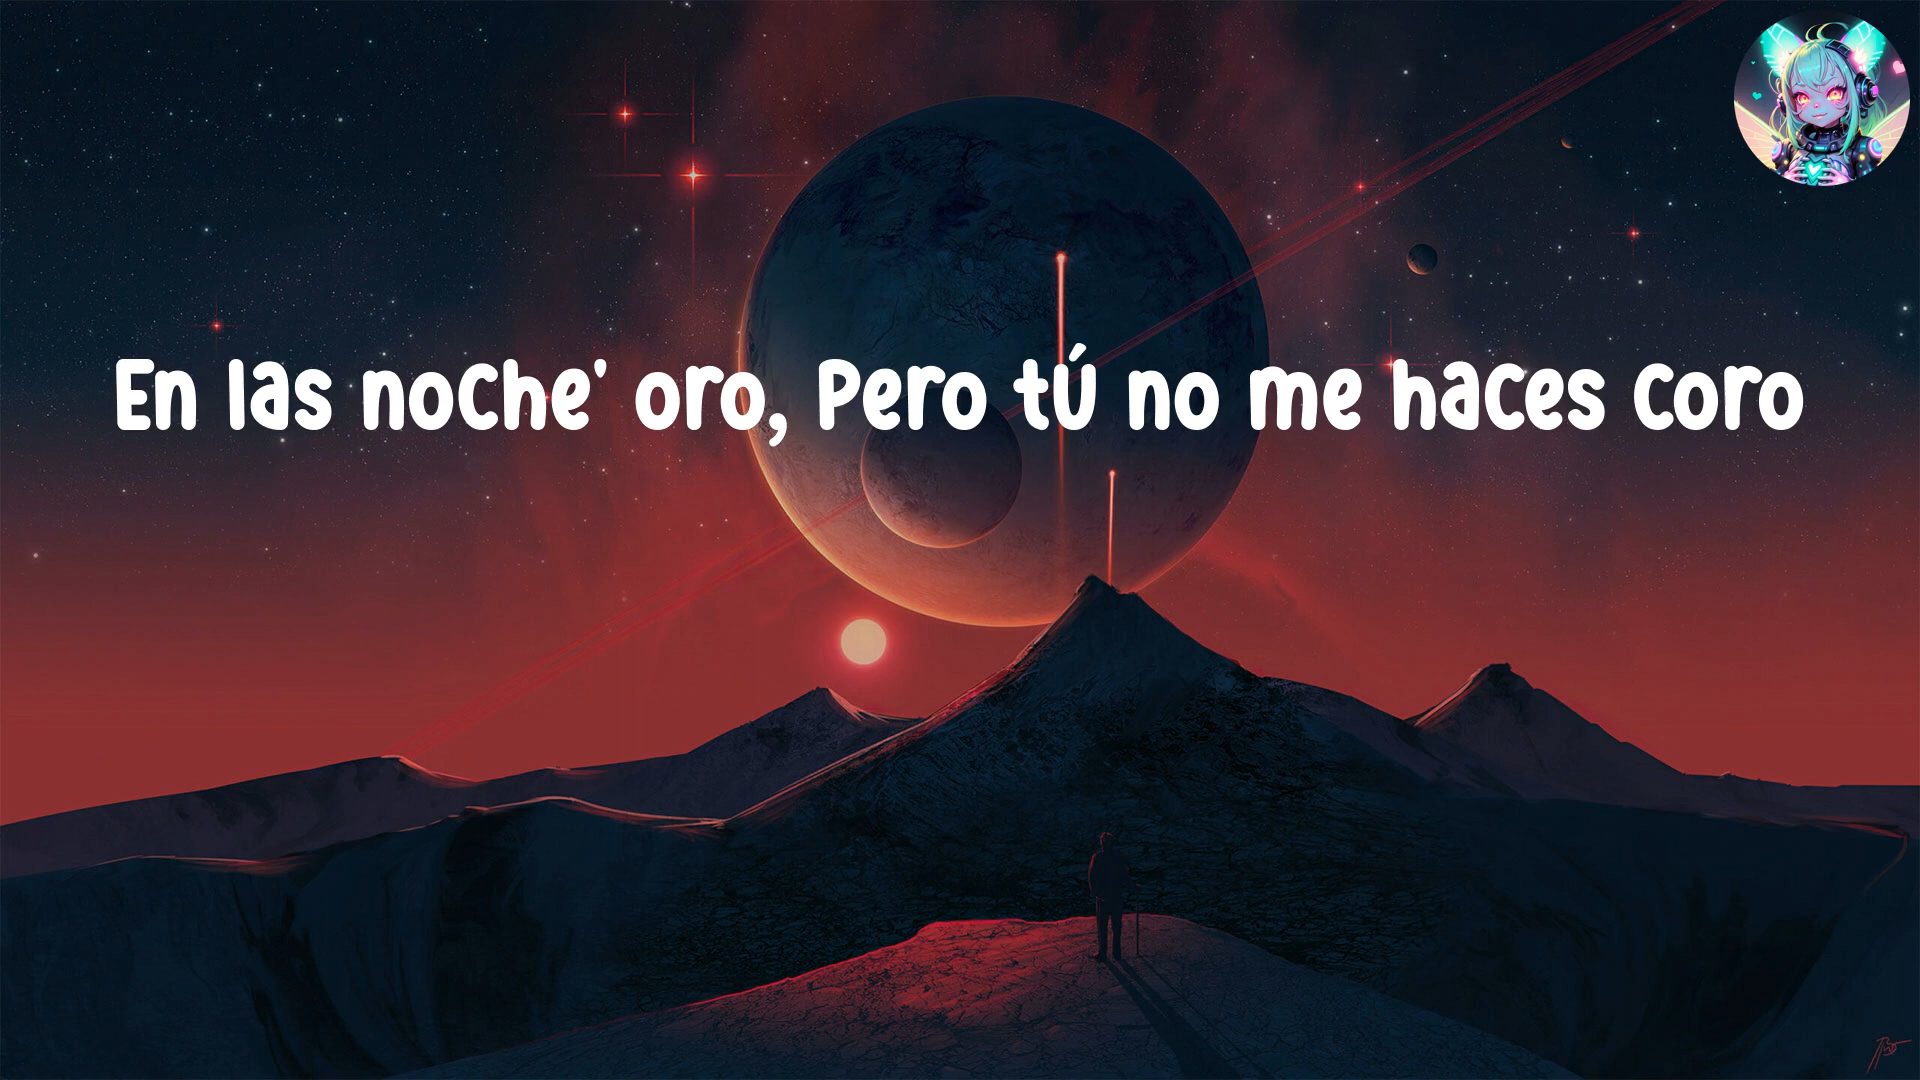 En las noche' oro, Pero tú no me haces coro